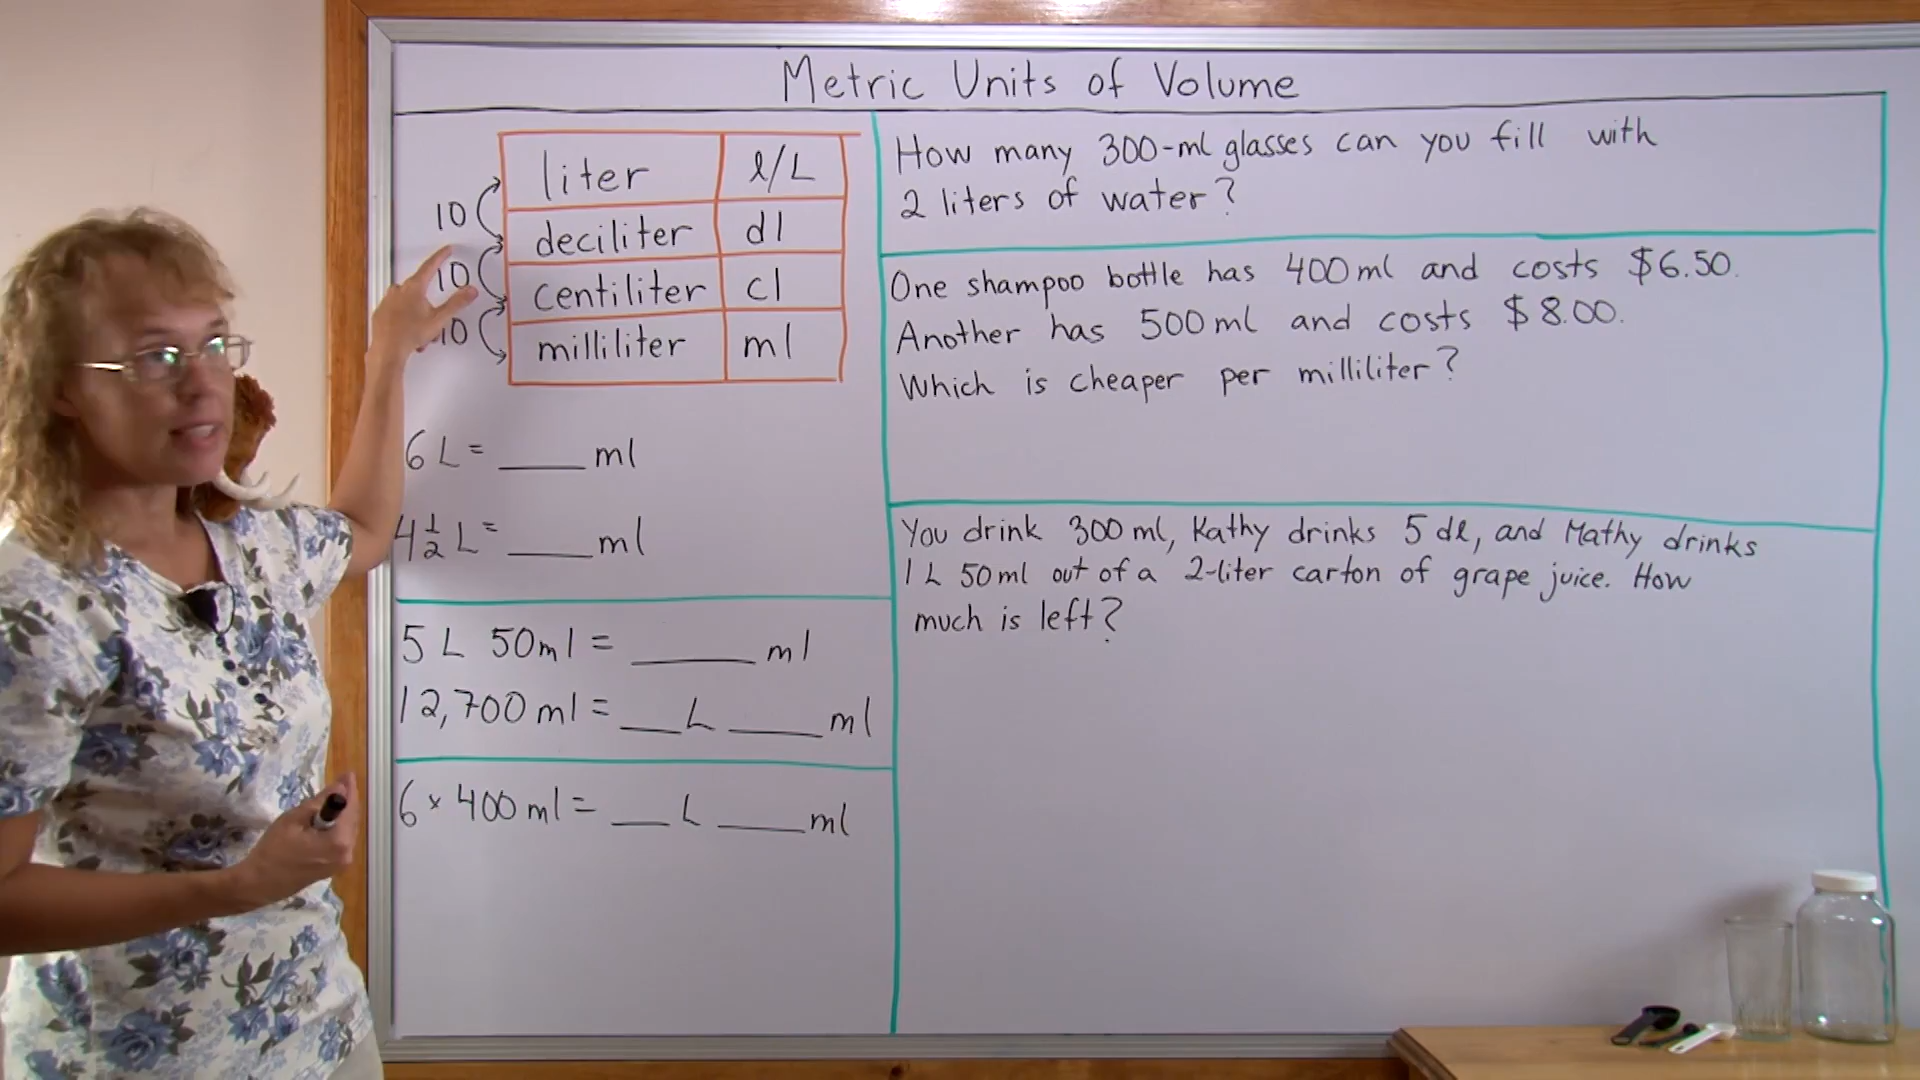 Metric Units of Volume
liter l/L
10
deciliter dl
10
centiliter cl
10
milliliter ml
6 L = ____ ml
4 1/2 L = ____ ml
5 L 50 ml = ______ ml
12,700 ml = ___ L _____ ml
6 × 400 ml = ___ L ____ ml
How many 300-ml glasses can you fill with
2 liters of water?
One shampoo bottle has 400 ml and costs $6.50.
Another has 500 ml and costs $8.00.
Which is cheaper per milliliter?
You drink 300 ml, Kathy drinks 5 dl, and Mathy drinks
1 L 50 ml out of a 2-liter carton of grape juice. How
much is left?